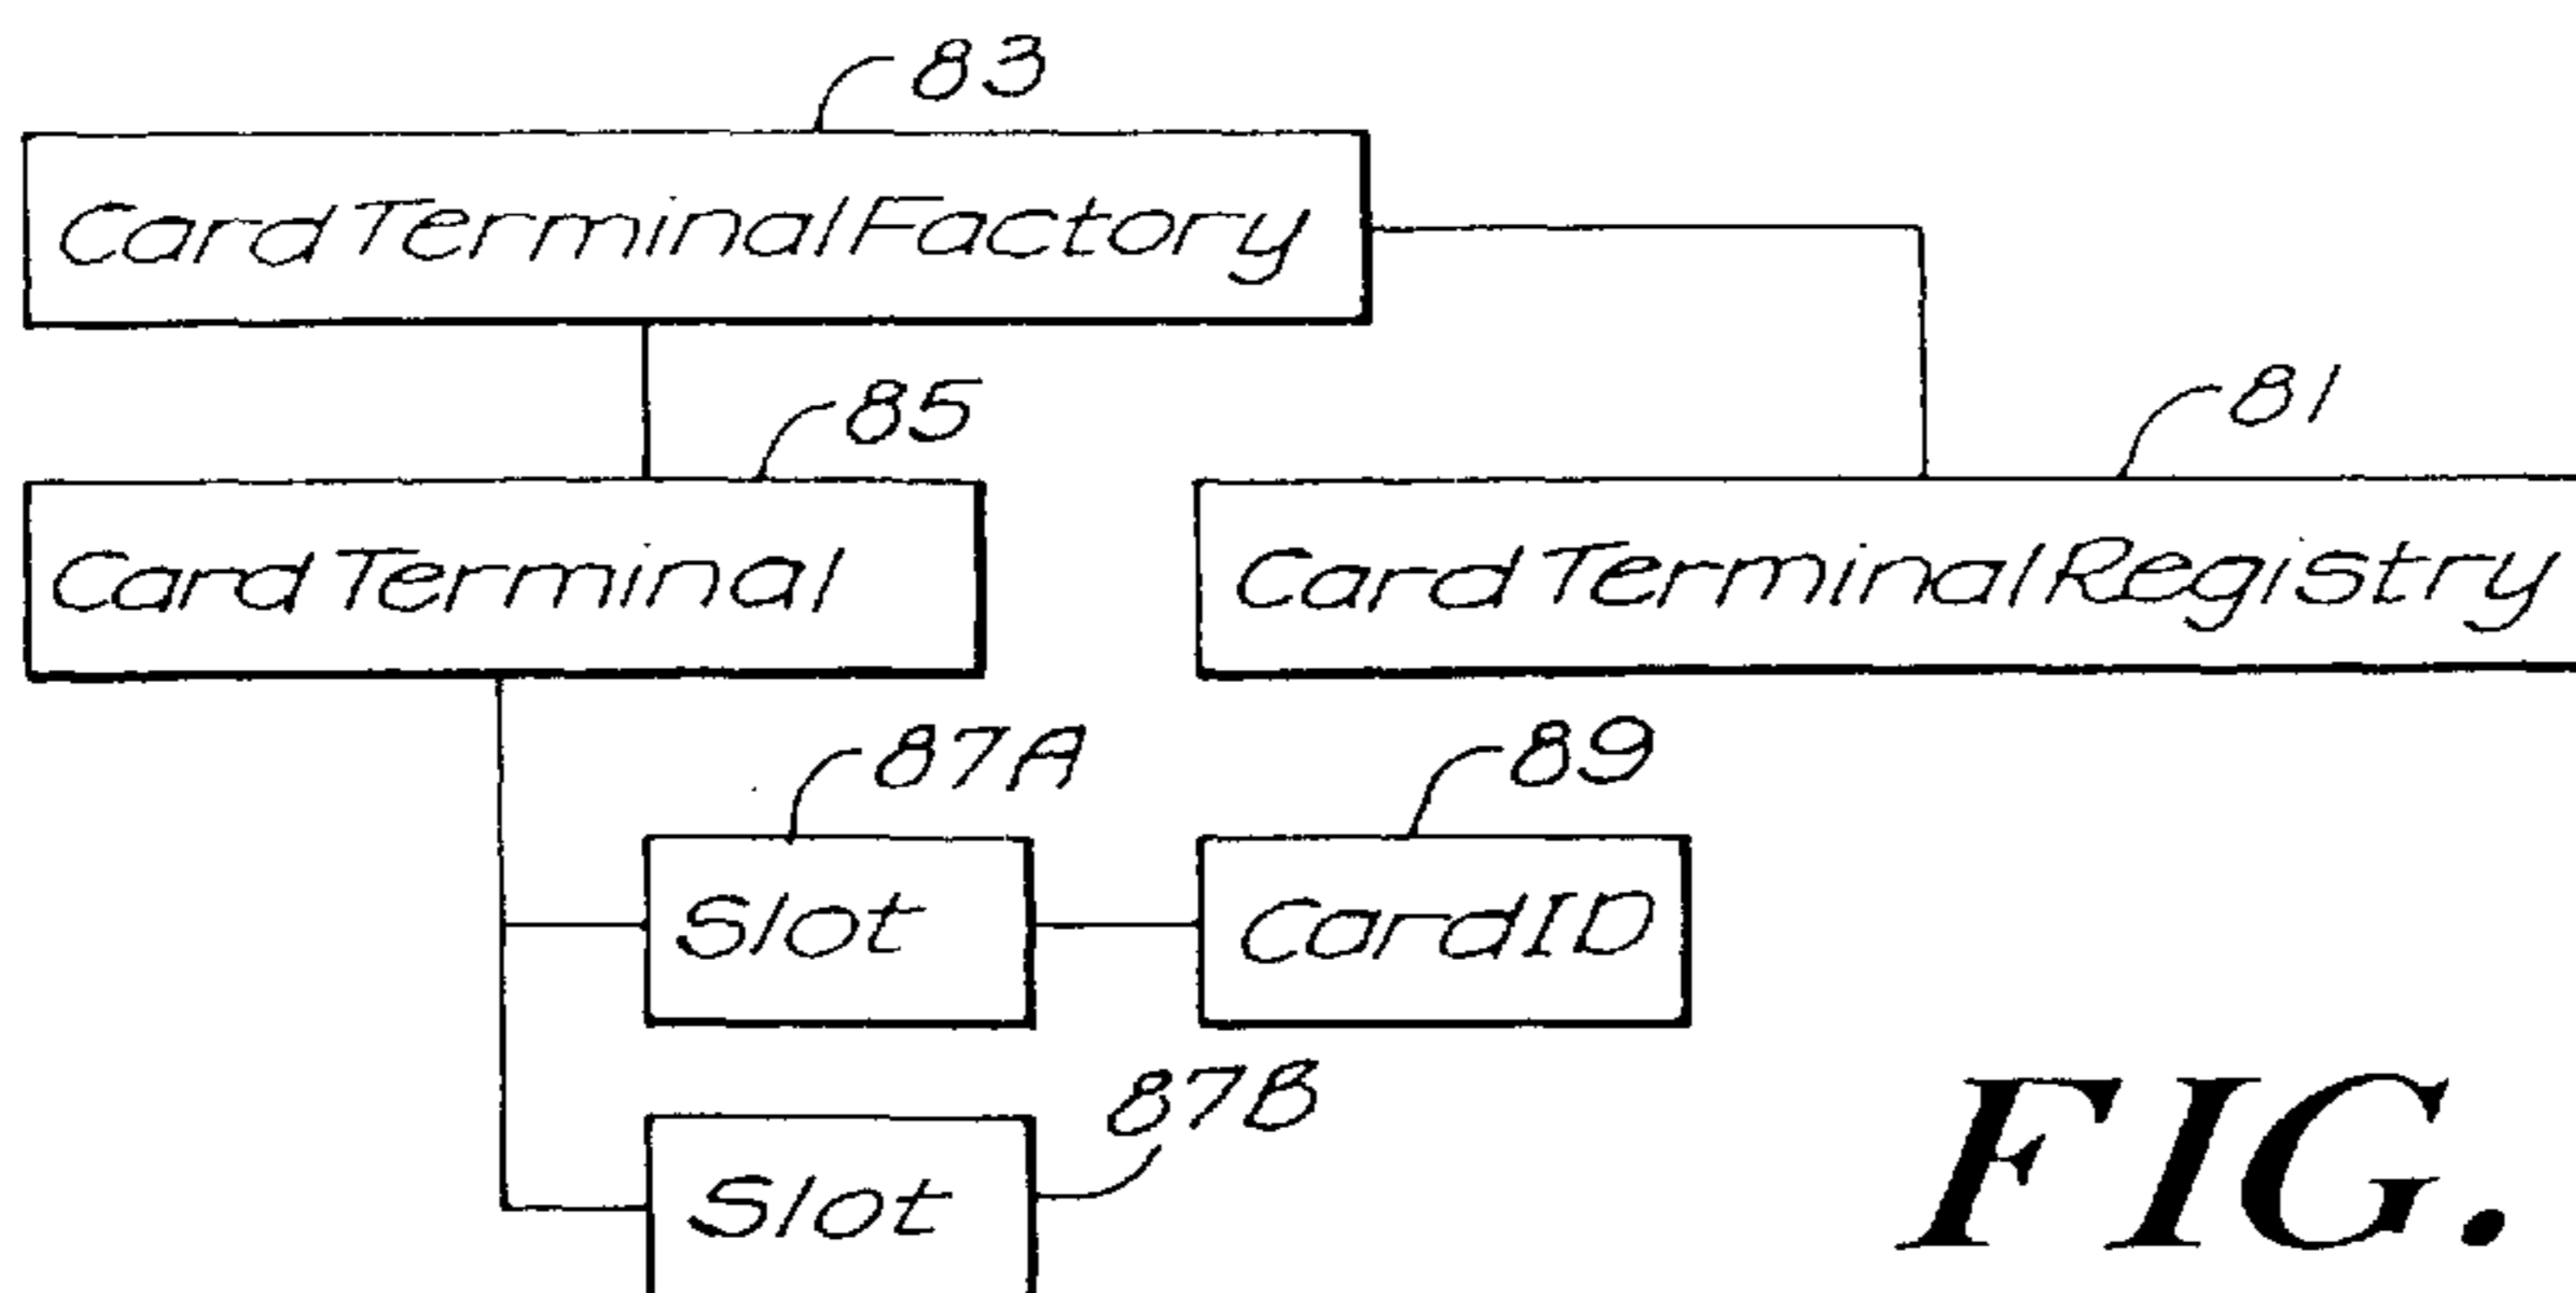 83
CardTerminalFactory
85
81
CardTerminal
CardTerminalRegistry
87A
89
Slot
CardID
87B
Slot
FIG.